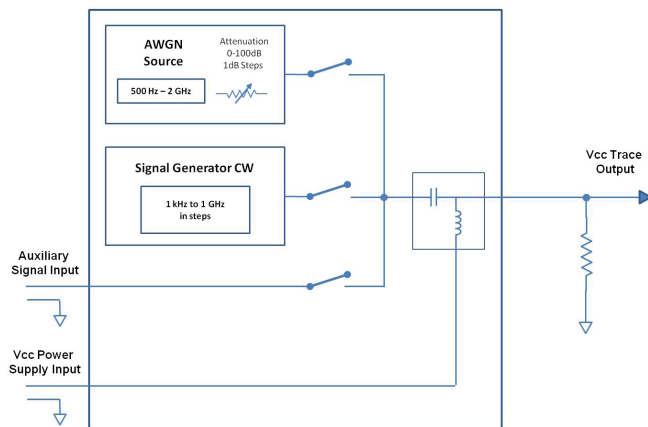 AWGN
Source
500 Hz – 2 GHz
Attenuation
0-100dB
1dB Steps
Signal Generator CW
1 kHz to 1 GHz
in steps
Vcc Trace
Output
Auxiliary
Signal Input
Vcc Power
Supply Input